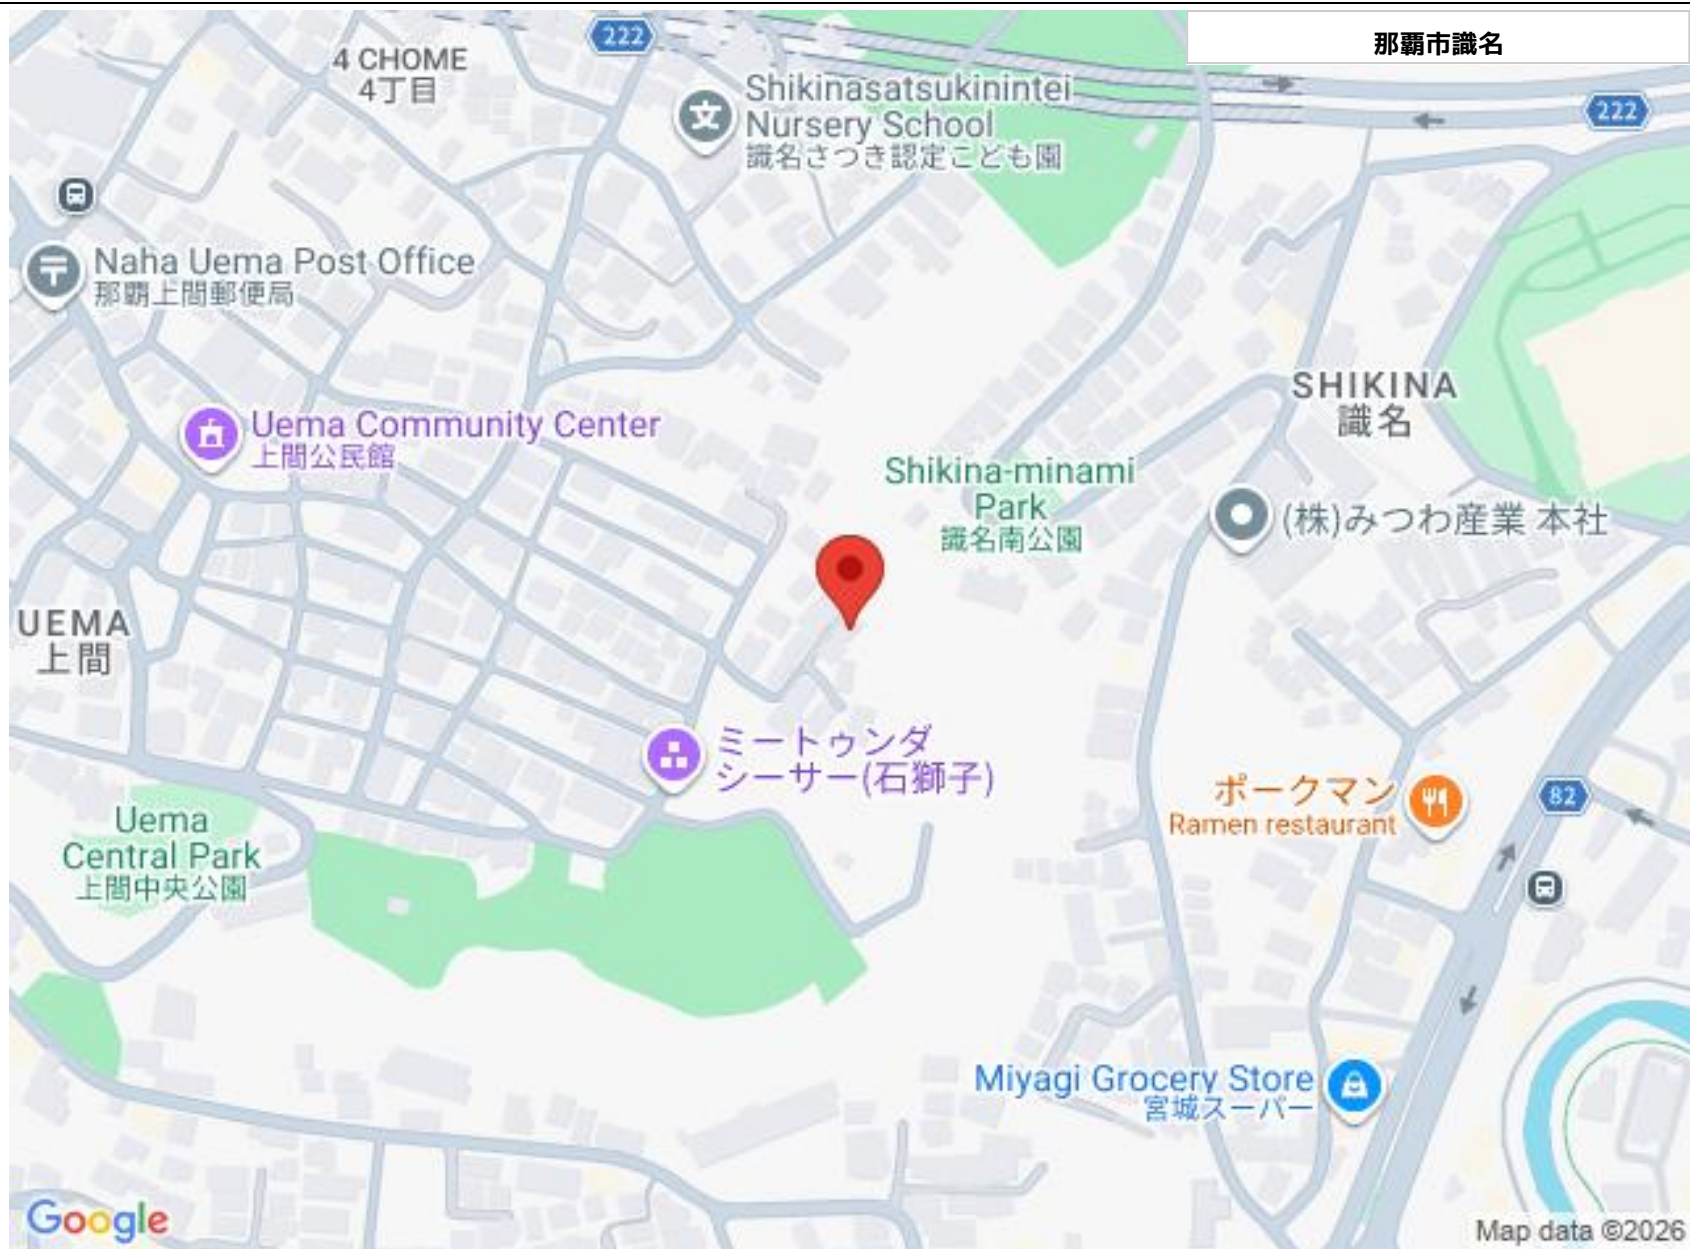 那覇市識名
222
4 CHOME
4丁目
Shikinasatsukinintei
Nursery School
識名さつき認定こども園
222
Naha Uema Post Office
那覇上間郵便局
SHIKINA
識名
Uema Community Center
上間公民館
Shikina-minami
Park
識名南公園
(株)みつわ産業 本社
UEMA
上間
ミートゥンダ
シーサー(石獅子)
ポークマン
Ramen restaurant
82
Uema
Central Park
上間中央公園
Miyagi Grocery Store
宮城スーパー
Google
Map data ©2026